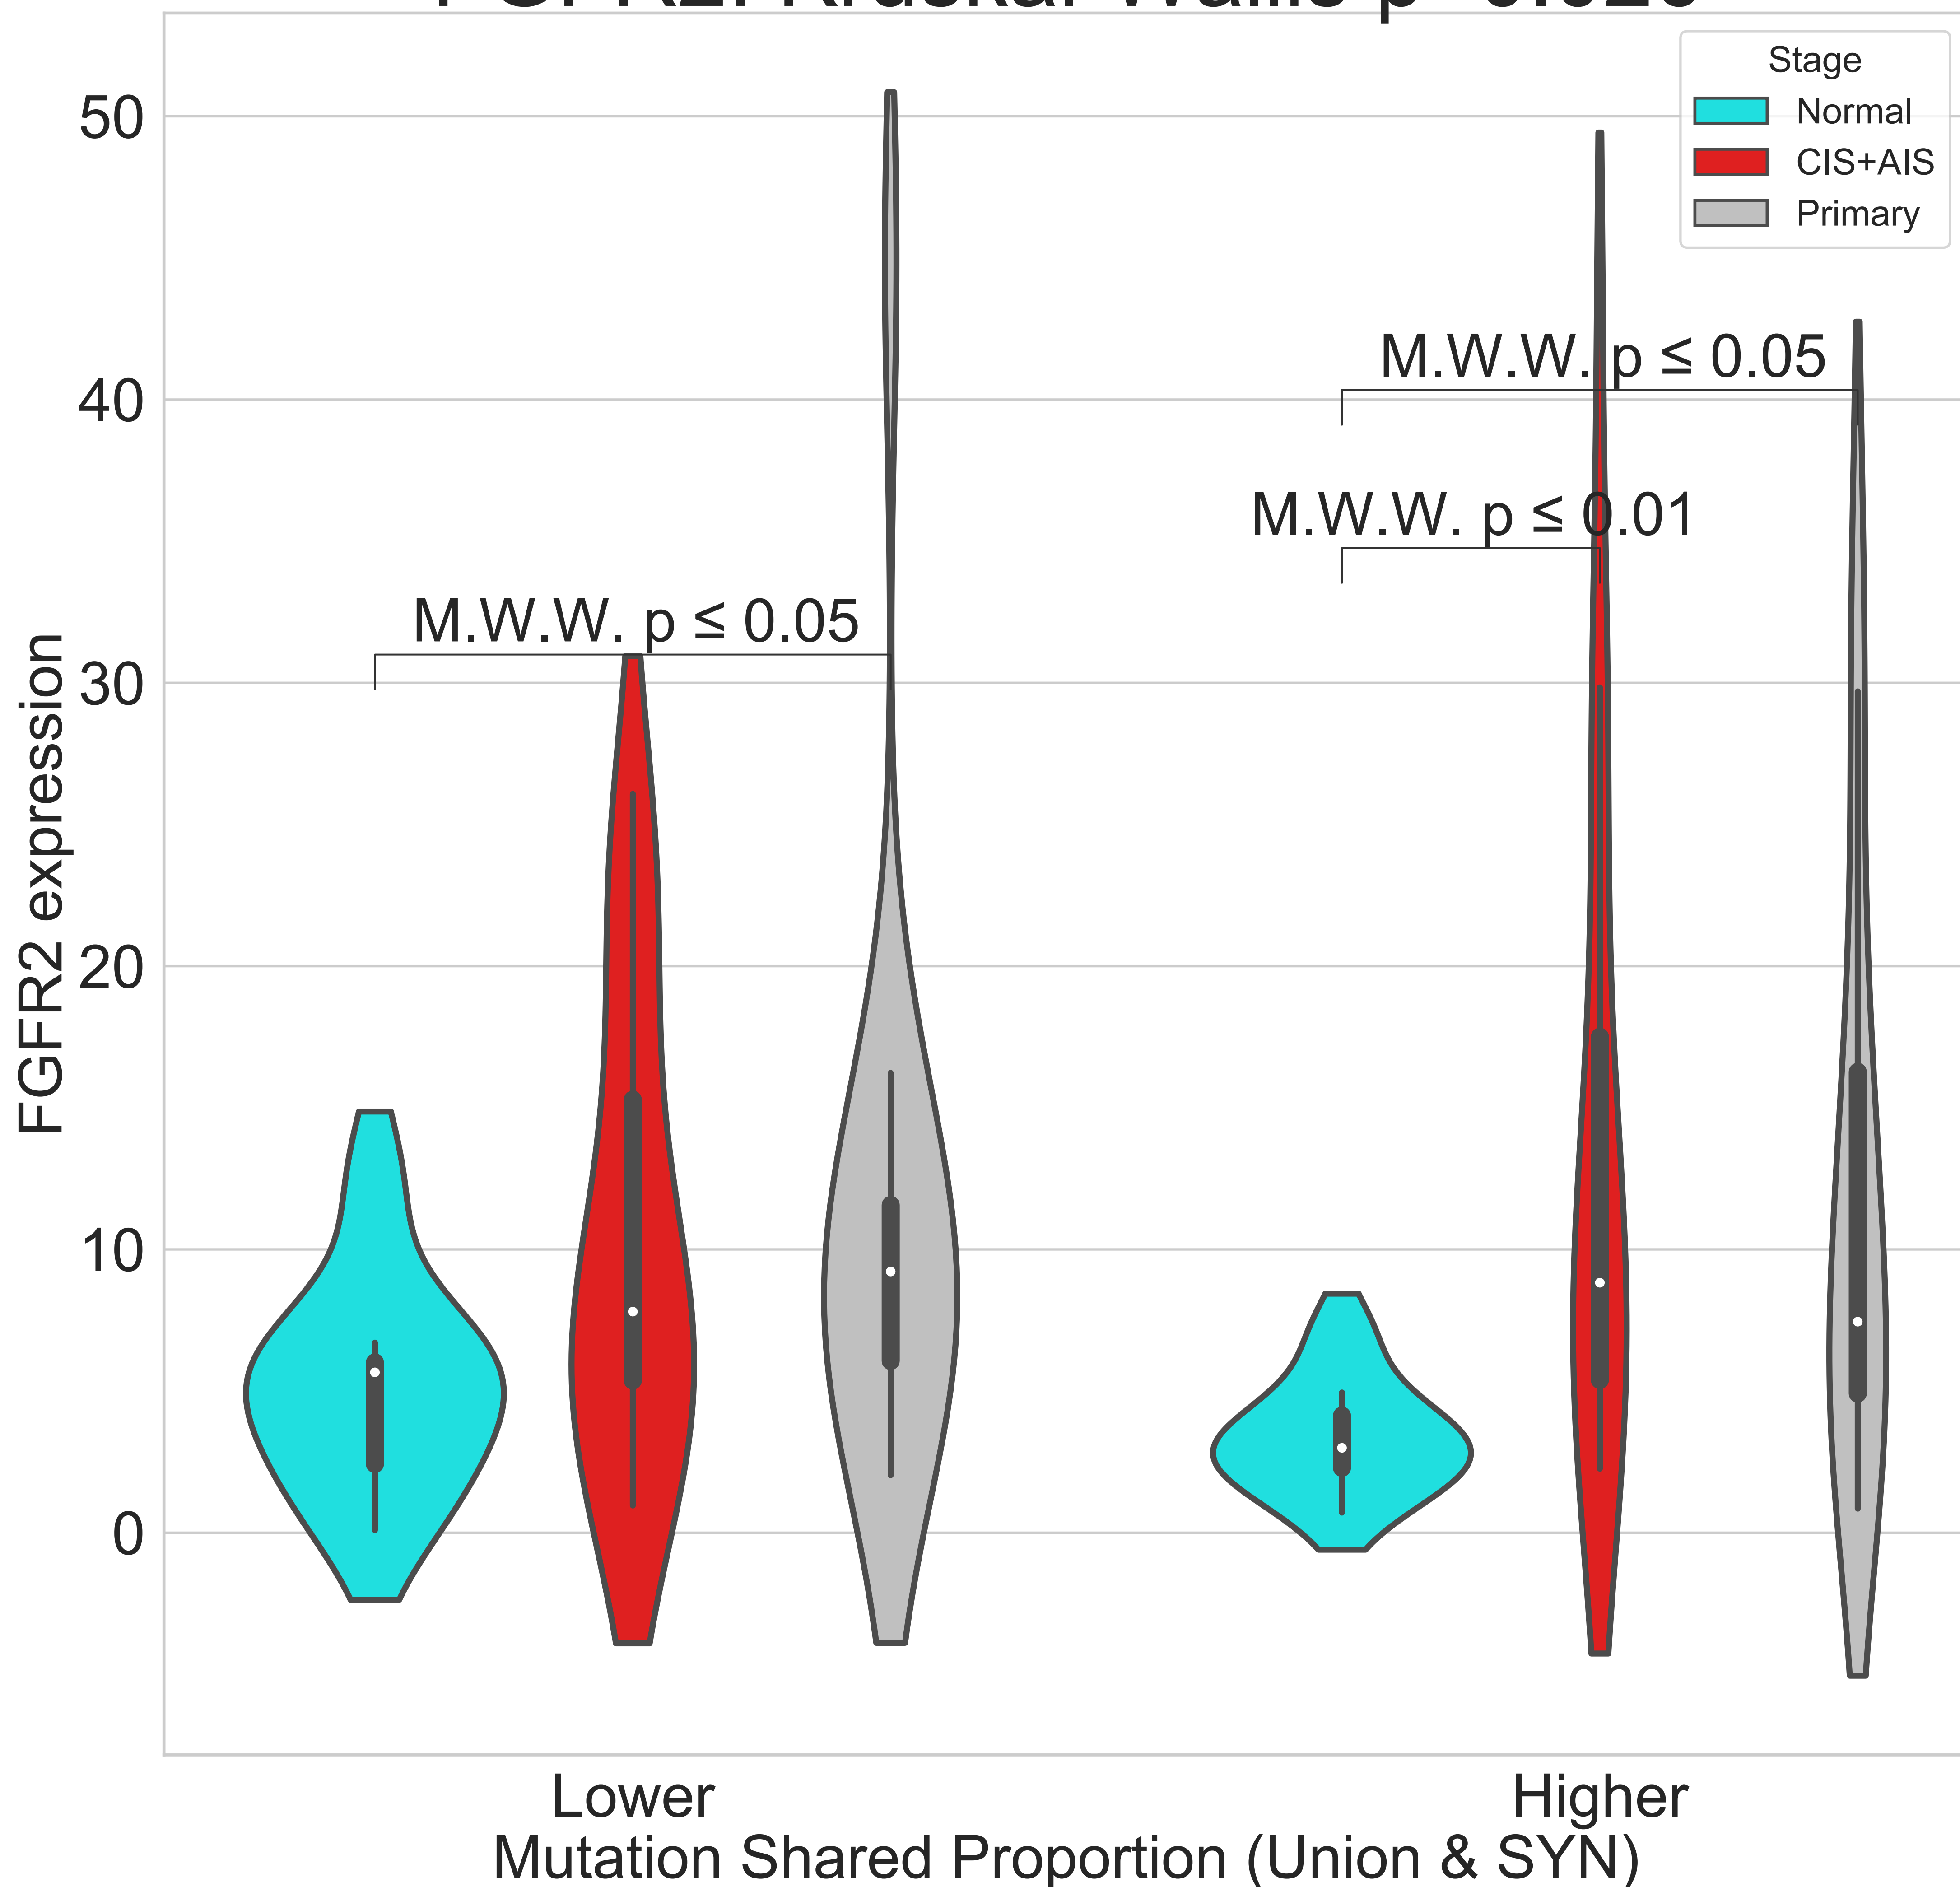 Stage
Normal
CIS+AIS
Primary
50
40
30
20
10
0
FGFR2 expression
M.W.W. p ≤ 0.05
M.W.W. p ≤ 0.01
M.W.W. p ≤ 0.05
Lower
Higher
Mutation Shared Proportion (Union & SYN)